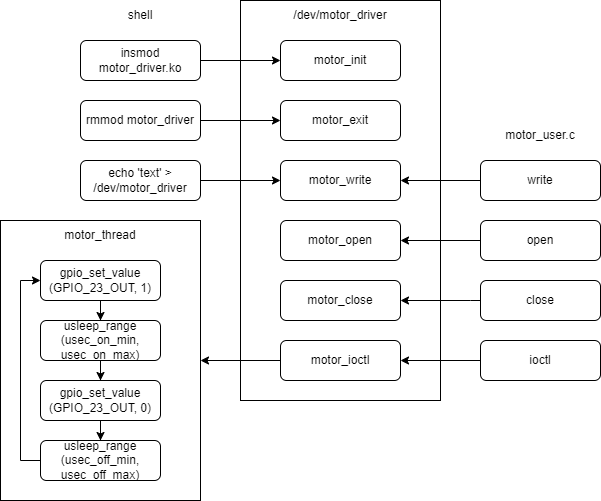 shell
/dev/motor_driver
insmod
motor_driver.ko
motor_init
rmmod motor_driver
motor_exit
motor_user.c
echo 'text' >
/dev/motor_driver
motor_write
write
motor_thread
motor_open
open
gpio_set_value
(GPIO_23_OUT, 1)
motor_close
close
usleep_range
(usec_on_min,
usec_on_max)
motor_ioctl
ioctl
gpio_set_value
(GPIO_23_OUT, 0)
usleep_range
(usec_off_min,
usec_off_max)